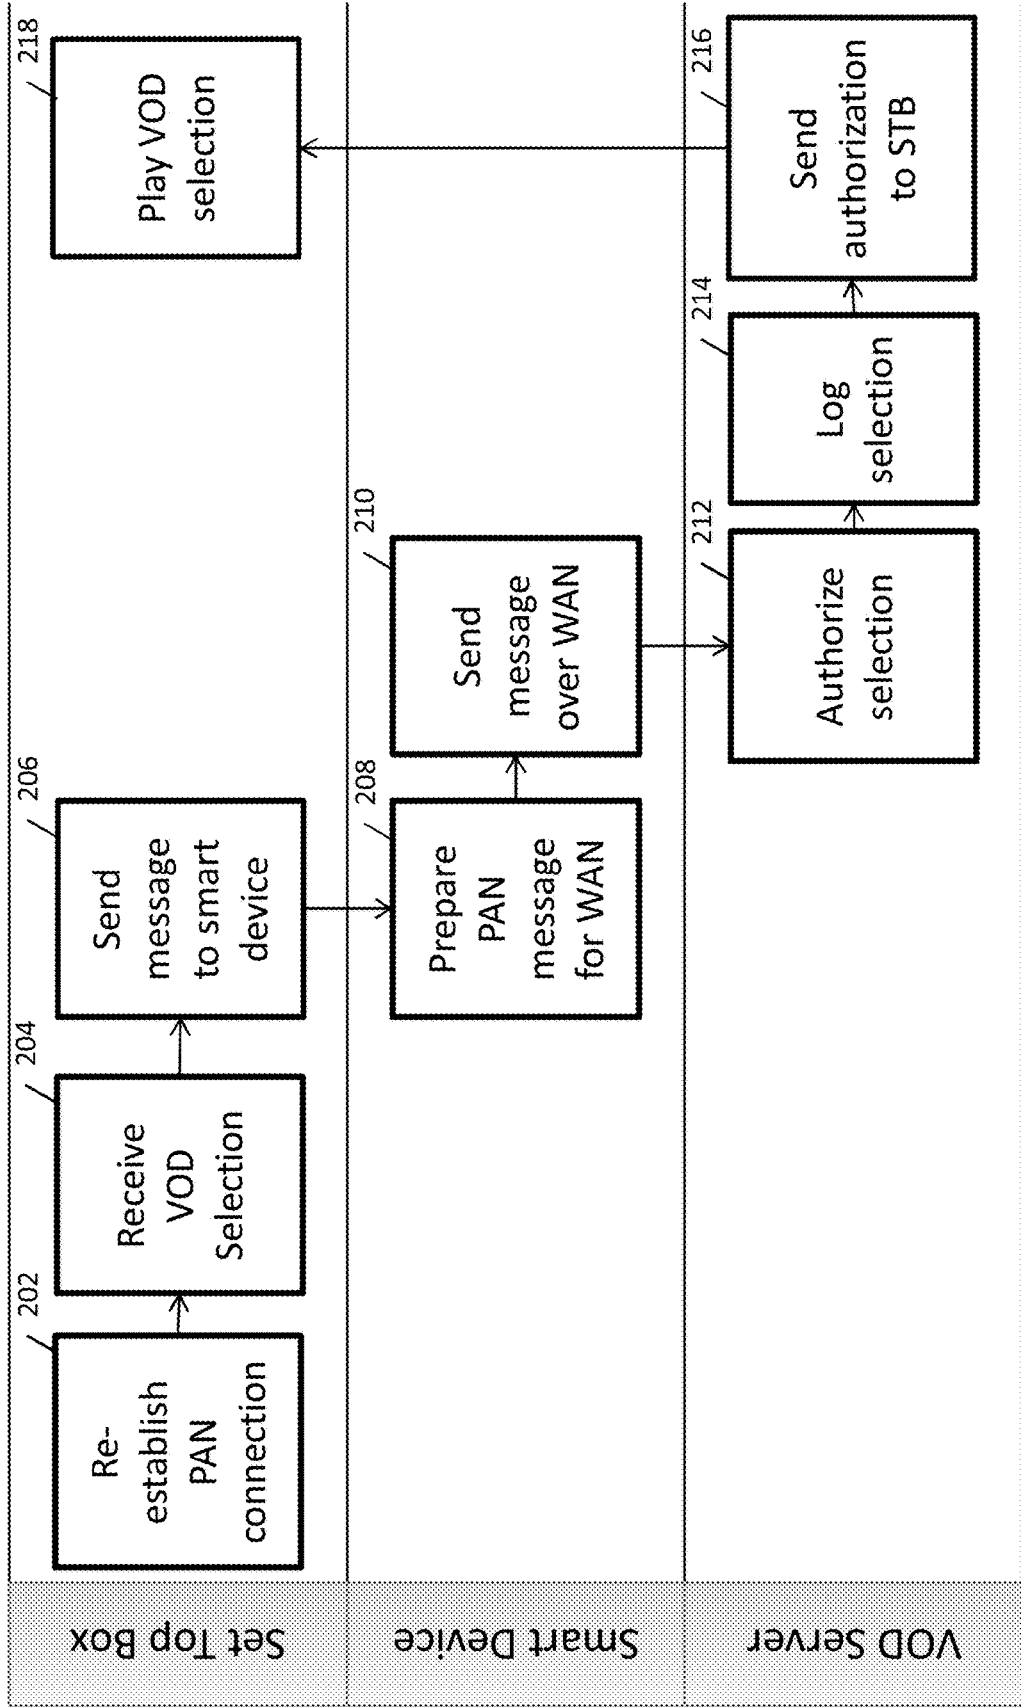 Set Top Box
202
Re-
establish
PAN
connection
204
Receive
VOD
Selection
206
Send
message
to smart
device
218
Play VOD
selection
Smart Device
208
Prepare
PAN
message
for WAN
210
Send
message
over WAN
VOD Server
212
Authorize
selection
214
Log
selection
216
Send
authorization
to STB